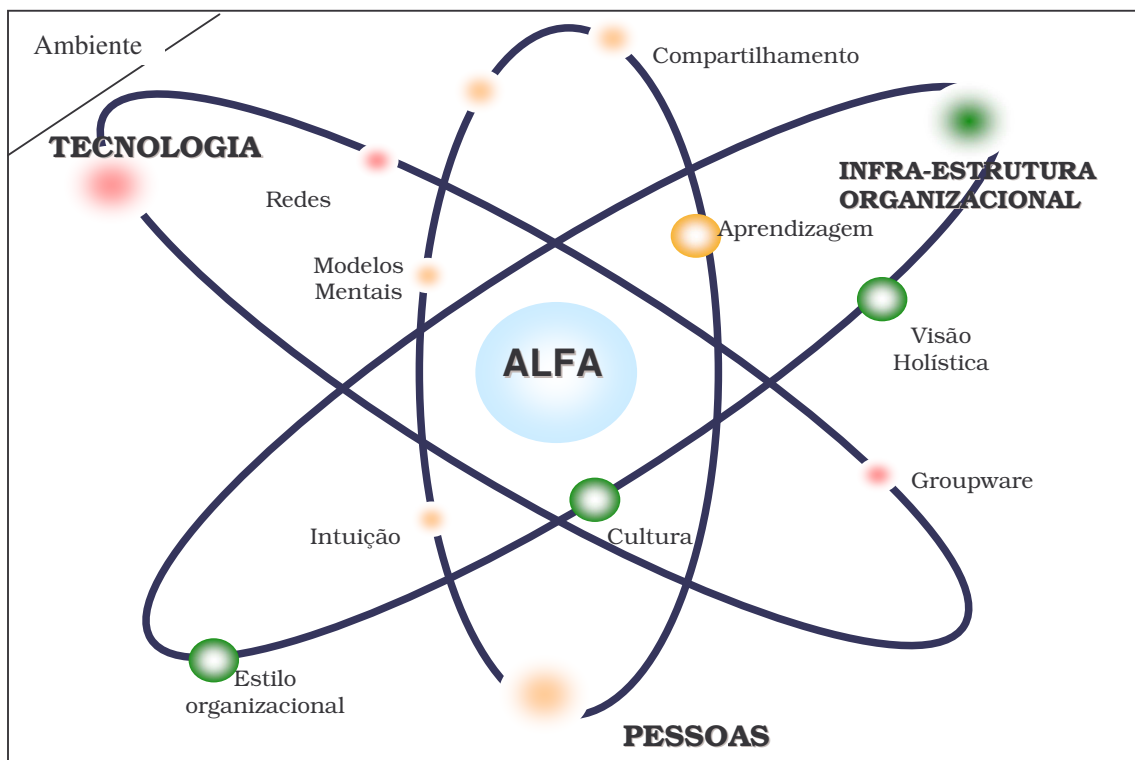 Ambiente
Compartilhamento
TECNOLOGIA
INFRA-ESTRUTURA
ORGANIZACIONAL
Redes
Aprendizagem
Modelos
Mentais
Visão
Holística
ALFA
Groupware
Intuição
Cultura
Estilo
organizacional
PESSOAS